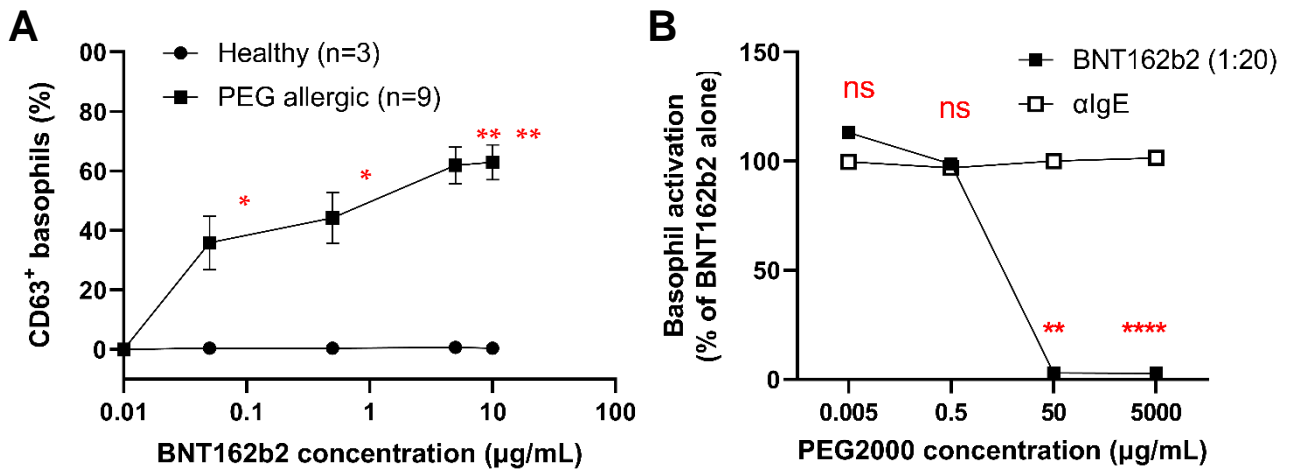 A
Healthy (n=3)
PEG allergic (n=9)
00
80
60
40
20
0
CD63+ basophils (%)
*
*
**
**
0.01
0.1
1
10
100
BNT162b2 concentration (µg/mL)
B
BNT162b2 (1:20)
αIgE
150
100
50
0
Basophil activation
(% of BNT162b2 alone)
ns
ns
**
****
0.005
0.5
50
5000
PEG2000 concentration (µg/mL)